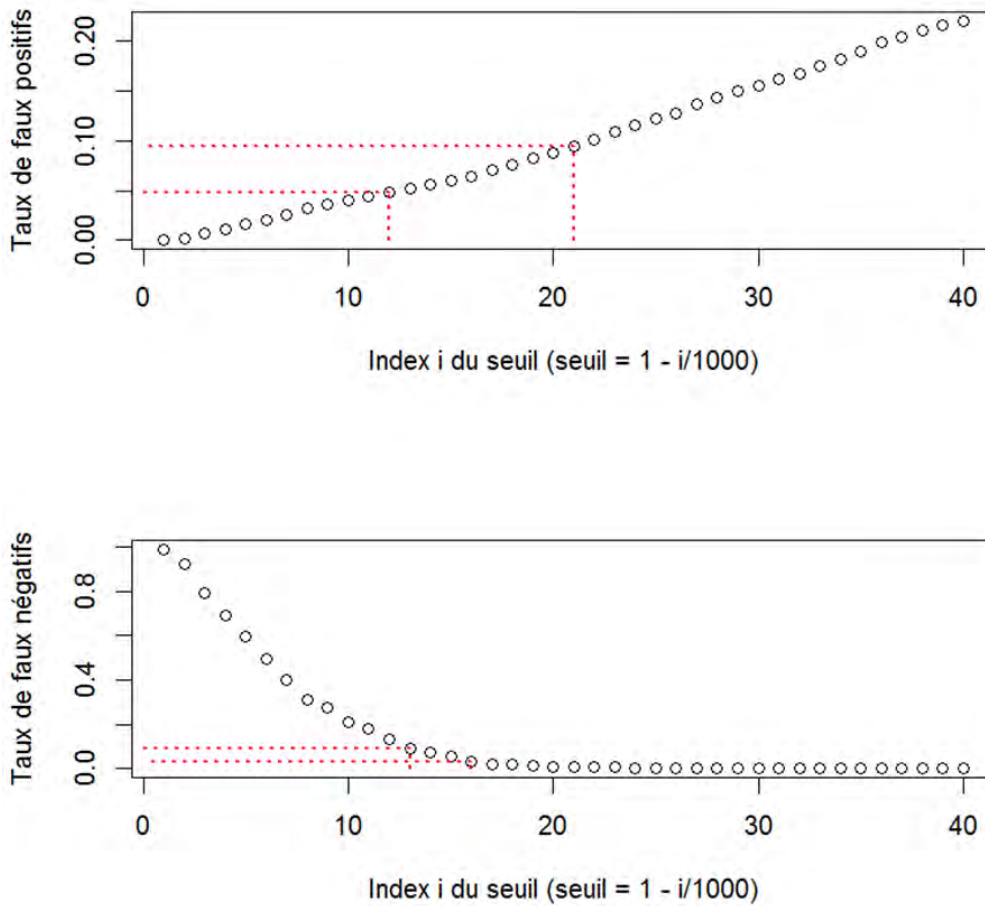 Taux de faux positifs
0.00 0.10 0.20
0 10 20 30 40
Index i du seuil (seuil = 1 - i/1000)
Taux de faux négatifs
0.0 0.4 0.8
0 10 20 30 40
Index i du seuil (seuil = 1 - i/1000)